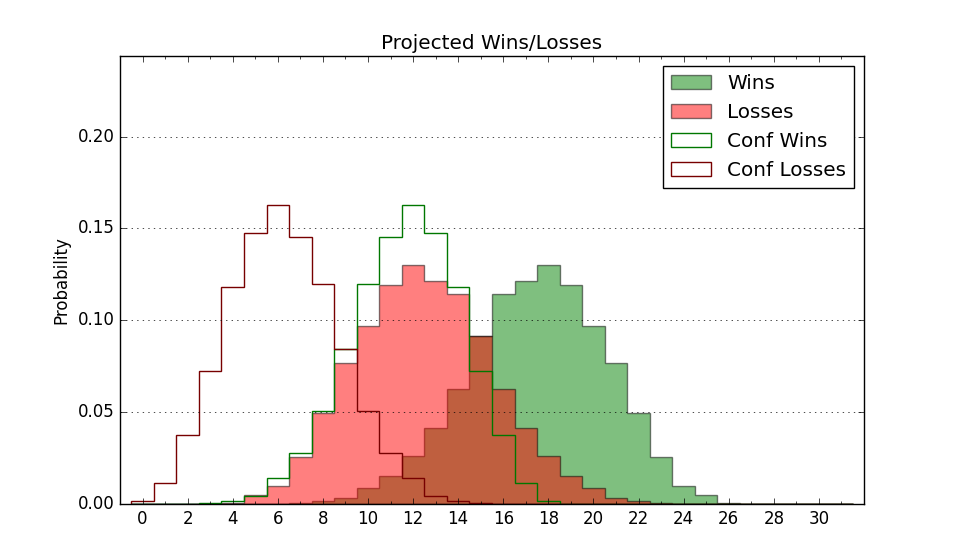 Projected Wins/Losses
Wins
Losses
Conf Wins
Conf Losses
Probability
0.20
0.15
0.10
0.05
0.00
0 2 4 6 8 10 12 14 16 18 20 22 24 26 28 30